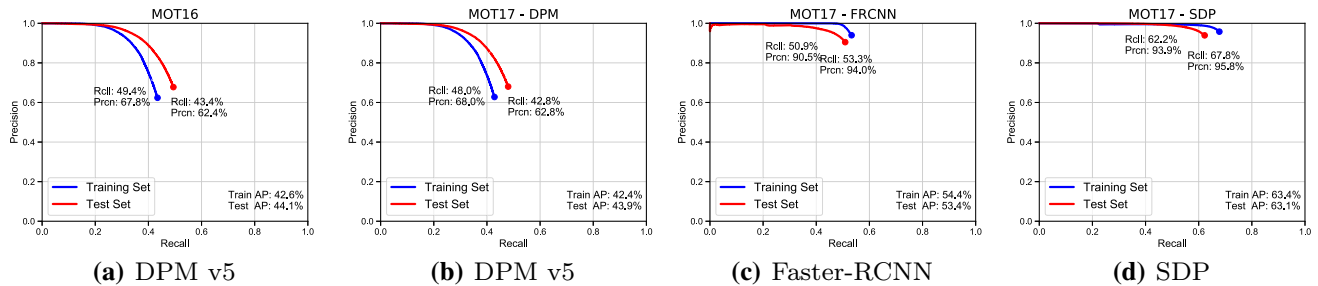 MOT16
1.0
0.8
0.6
0.4
0.2
0.0
Precision
Rcll: 49.4%
Prcn: 67.8%
Rcll: 43.4%
Prcn: 62.4%
Training Set
Test Set
Train AP: 42.6%
Test AP: 44.1%
0.0 0.2 0.4 0.6 0.8 1.0
Recall
(a) DPM v5
MOT17 - DPM
1.0
0.8
0.6
0.4
0.2
0.0
Precision
Rcll: 48.0%
Prcn: 68.0%
Rcll: 42.8%
Prcn: 62.8%
Training Set
Test Set
Train AP: 42.4%
Test AP: 43.9%
0.0 0.2 0.4 0.6 0.8 1.0
Recall
(b) DPM v5
MOT17 - FRCNN
1.0
0.8
0.6
0.4
0.2
0.0
Precision
Rcll: 50.9%
Prcn: 90.5%
Rcll: 53.3%
Prcn: 94.0%
Training Set
Test Set
Train AP: 54.4%
Test AP: 53.4%
0.0 0.2 0.4 0.6 0.8 1.0
Recall
(c) Faster-RCNN
MOT17 - SDP
1.0
0.8
0.6
0.4
0.2
0.0
Precision
Rcll: 62.2%
Prcn: 93.9%
Rcll: 67.8%
Prcn: 95.8%
Training Set
Test Set
Train AP: 63.4%
Test AP: 63.1%
0.0 0.2 0.4 0.6 0.8 1.0
Recall
(d) SDP